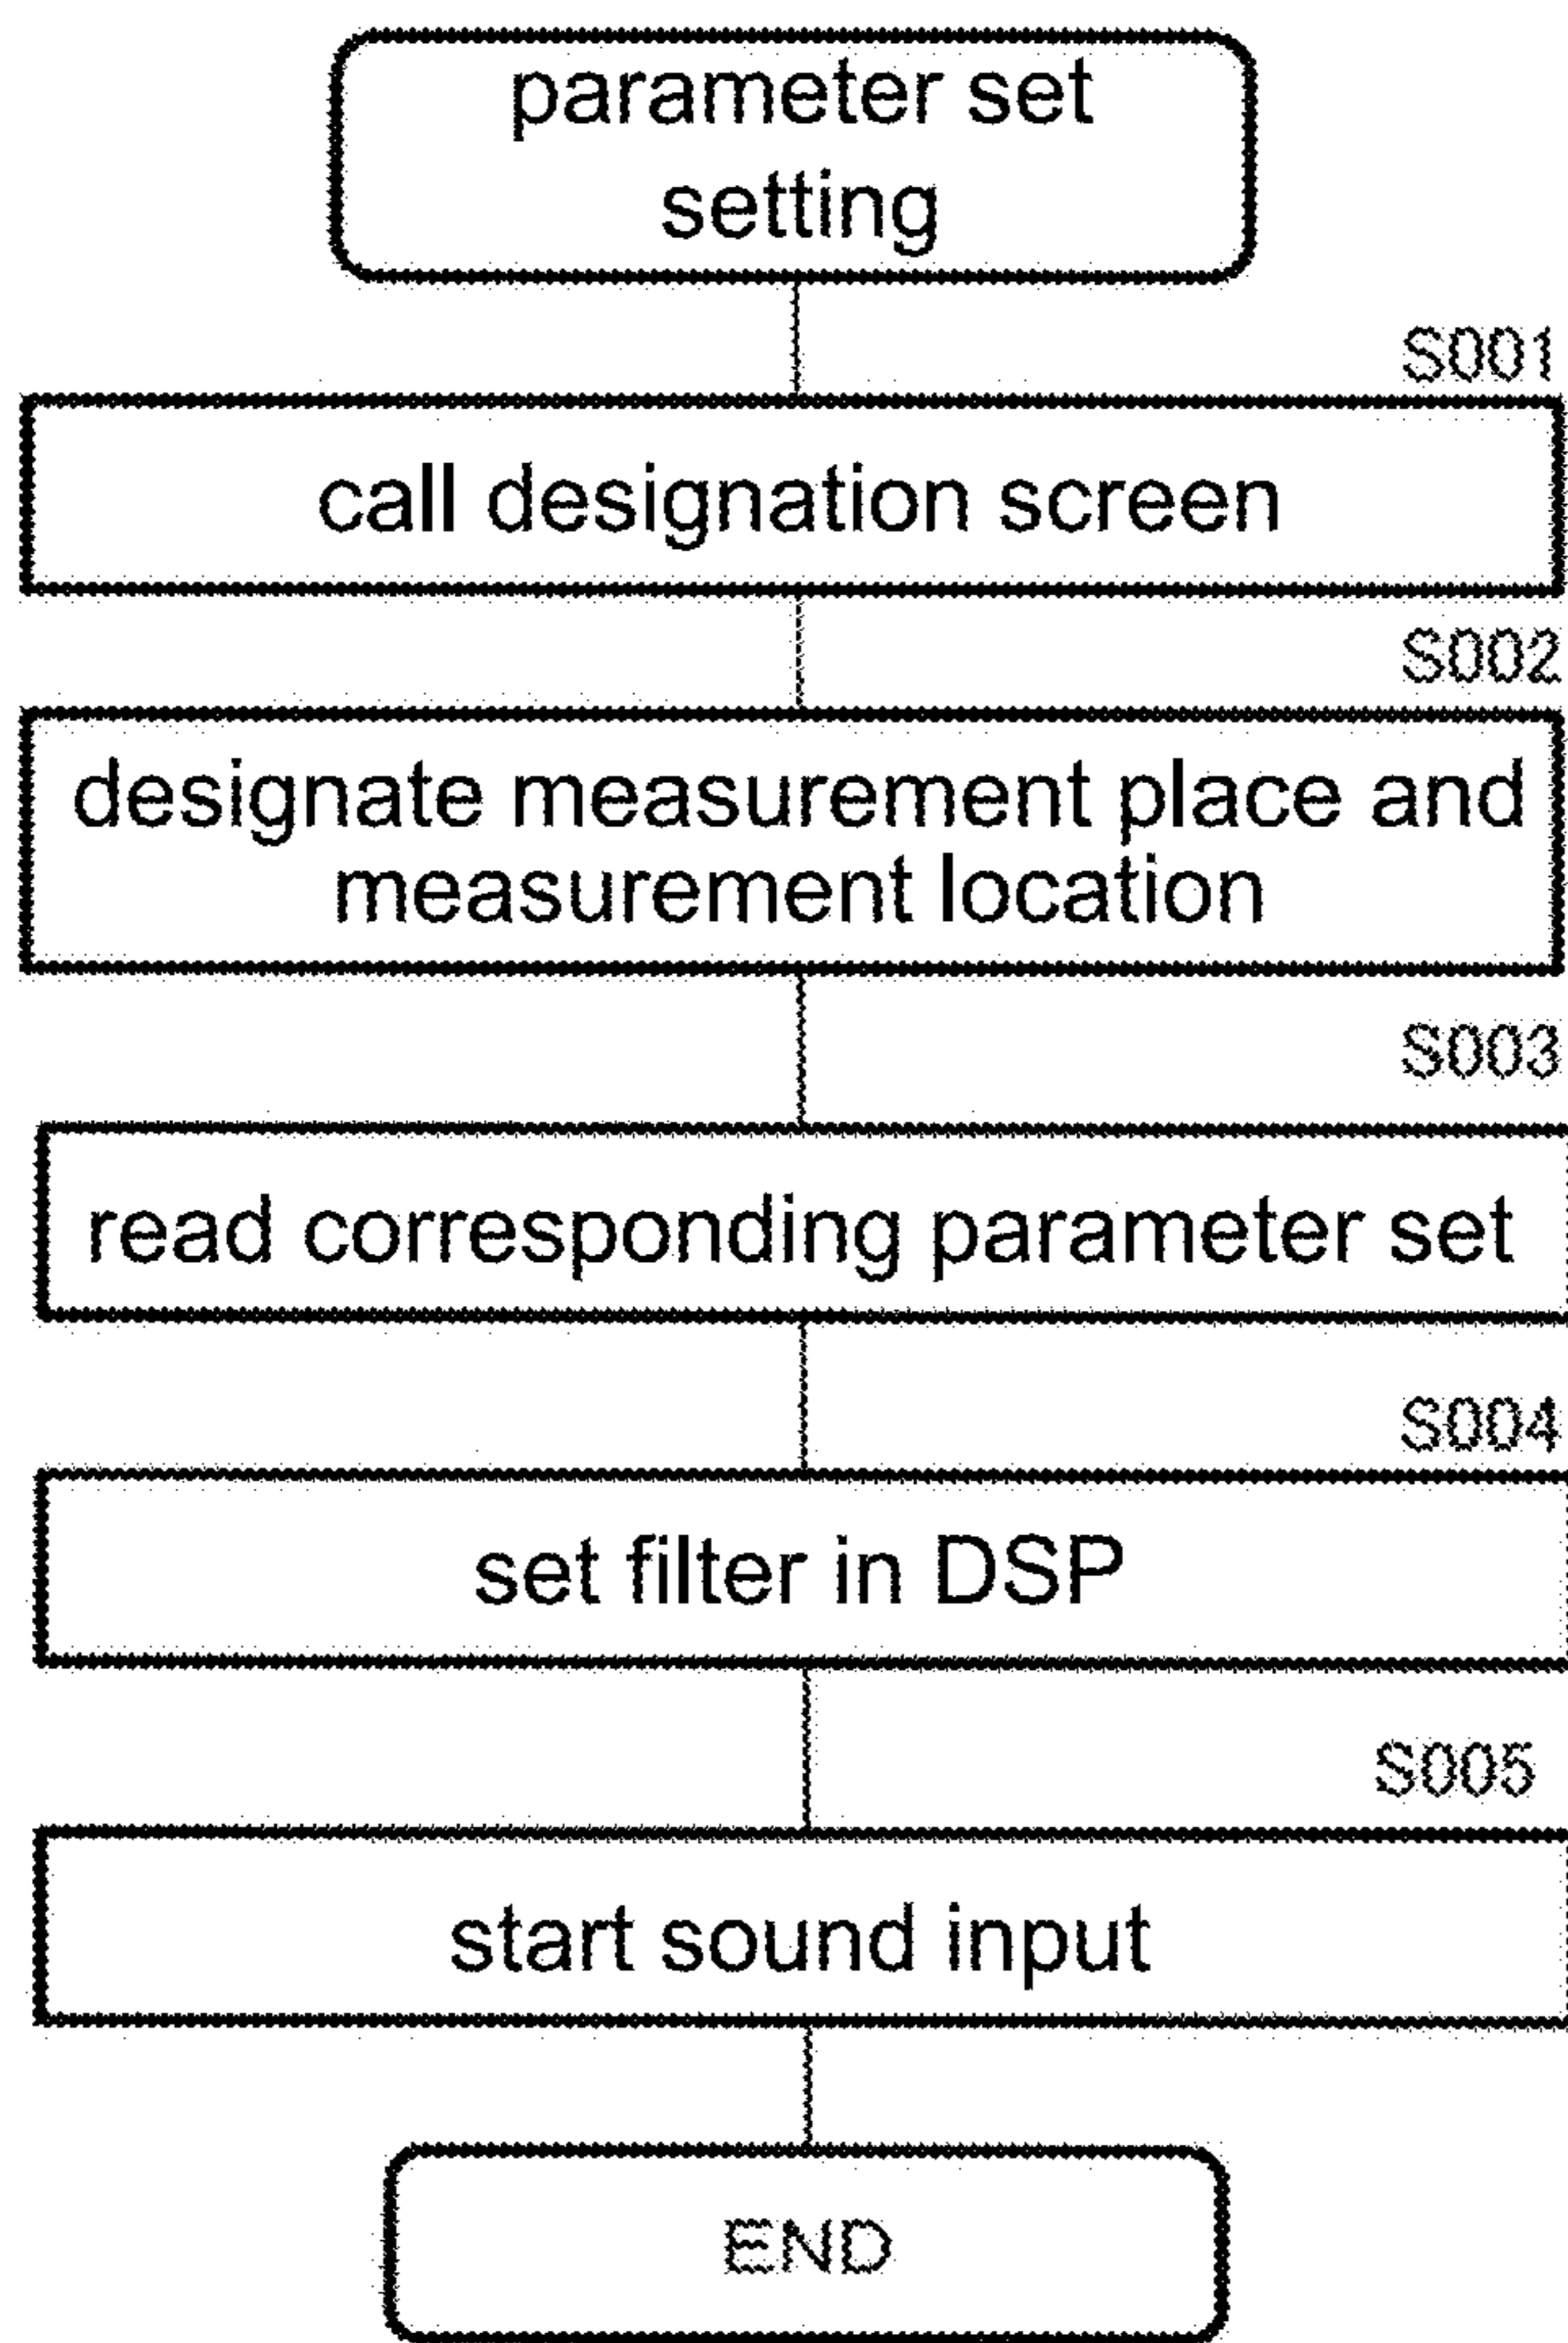 parameter set
setting
S001
call designation screen
S002
designate measurement place and
measurement location
S003
read corresponding parameter set
S004
set filter in DSP
S005
start sound input
END